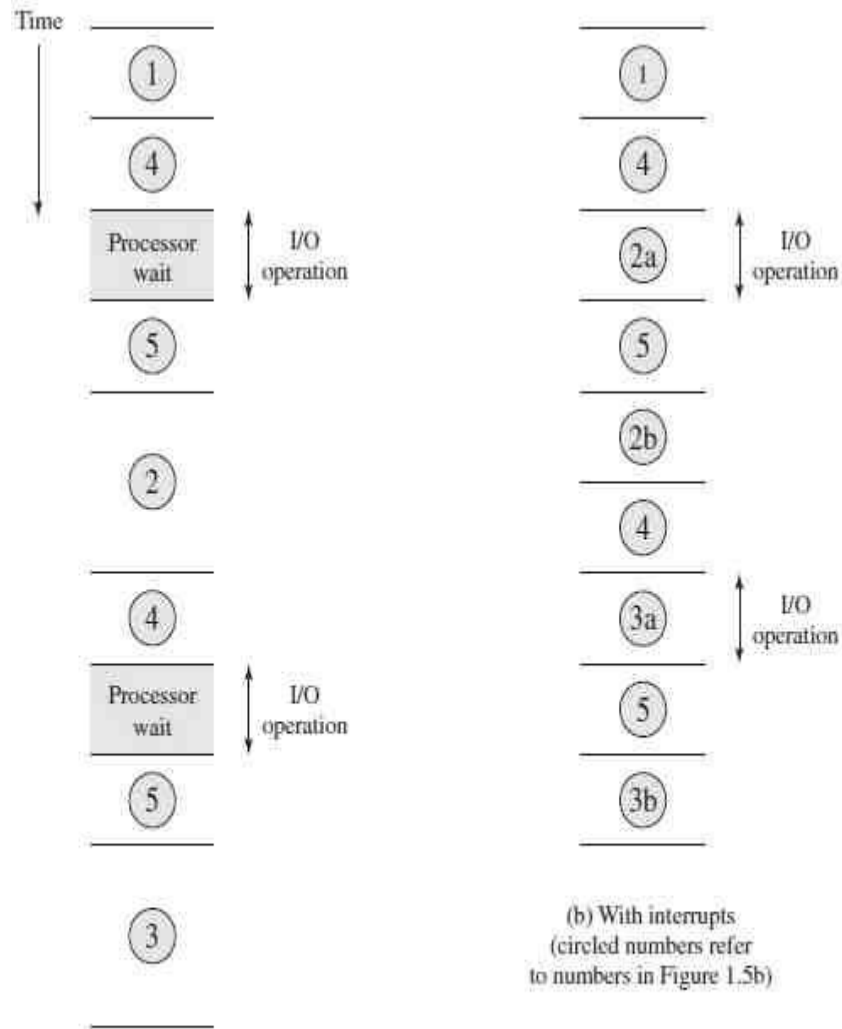 Time
1
4
Processor
wait
I/O
operation
5
2
4
Processor
wait
I/O
operation
5
3
1
4
2a
I/O
operation
5
2b
4
3a
I/O
operation
5
3b
(b) With interrupts
(circled numbers refer
to numbers in Figure 1.5b)